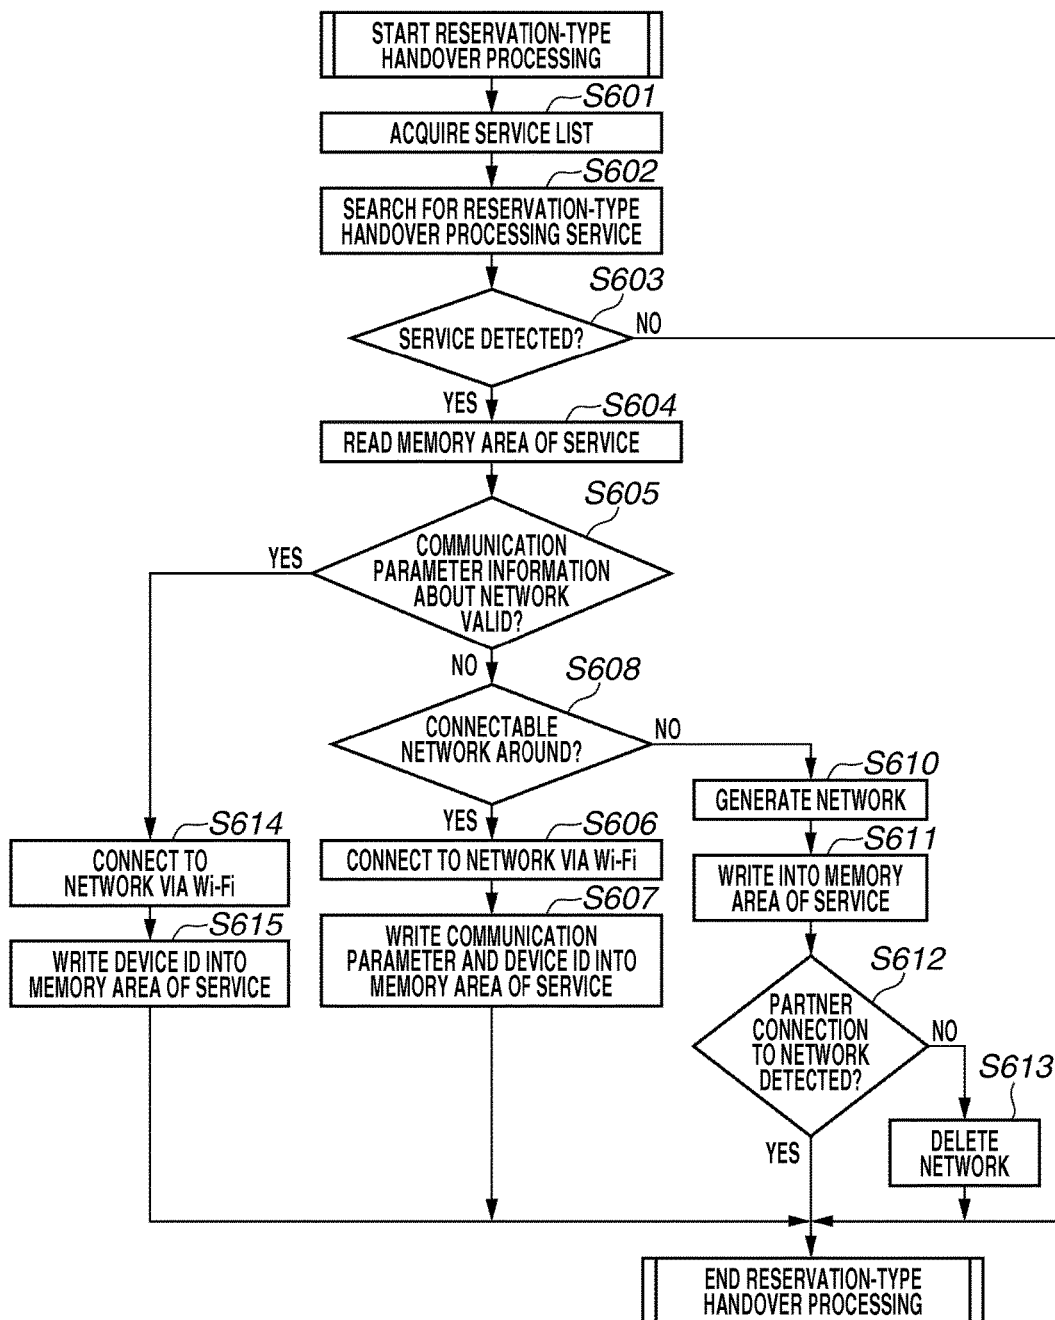 START RESERVATION-TYPE
HANDOVER PROCESSING
S601
ACQUIRE SERVICE LIST
S602
SEARCH FOR RESERVATION-TYPE
HANDOVER PROCESSING SERVICE
S603
SERVICE DETECTED?
NO
YES
S604
READ MEMORY AREA OF SERVICE
S605
COMMUNICATION
PARAMETER INFORMATION
ABOUT NETWORK
VALID?
YES
NO
S608
CONNECTABLE
NETWORK AROUND?
NO
YES
S610
GENERATE NETWORK
S614
CONNECT TO
NETWORK VIA Wi-Fi
S606
CONNECT TO NETWORK VIA Wi-Fi
S611
WRITE INTO MEMORY
AREA OF SERVICE
S615
WRITE DEVICE ID INTO
MEMORY AREA OF SERVICE
S607
WRITE COMMUNICATION
PARAMETER AND DEVICE ID INTO
MEMORY AREA OF SERVICE
S612
PARTNER
CONNECTION
TO NETWORK
DETECTED?
NO
YES
S613
DELETE
NETWORK
END RESERVATION-TYPE
HANDOVER PROCESSING